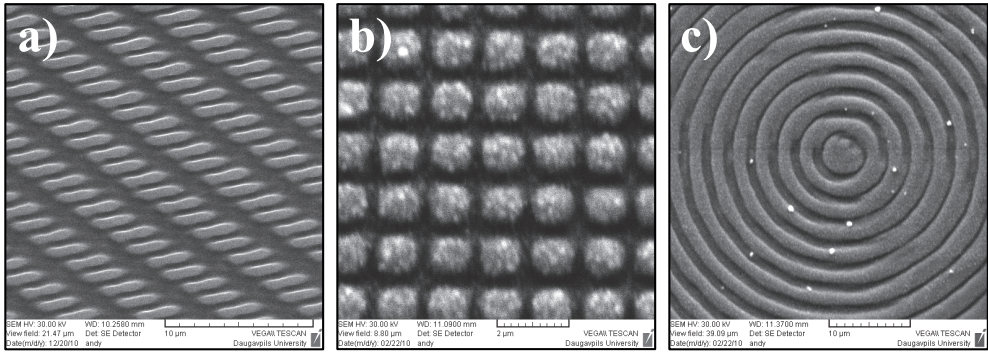 a)
SEM HV: 30.00 kV WD: 10.2580 mm
View field: 21.47 µm Det: SE Detector 10 µm VEGA\\ TESCAN
Date(m/d/y): 12/20/10 andy Daugavpils University
b)
SEM HV: 30.00 kV WD: 11.0900 mm
View field: 8.80 µm Det: SE Detector 2 µm VEGA\\ TESCAN
Date(m/d/y): 02/22/10 andy Daugavpils University
c)
SEM HV: 30.00 kV WD: 11.3700 mm
View field: 39.09 µm Det: SE Detector 10 µm VEGA\\ TESCAN
Date(m/d/y): 02/22/10 andy Daugavpils University